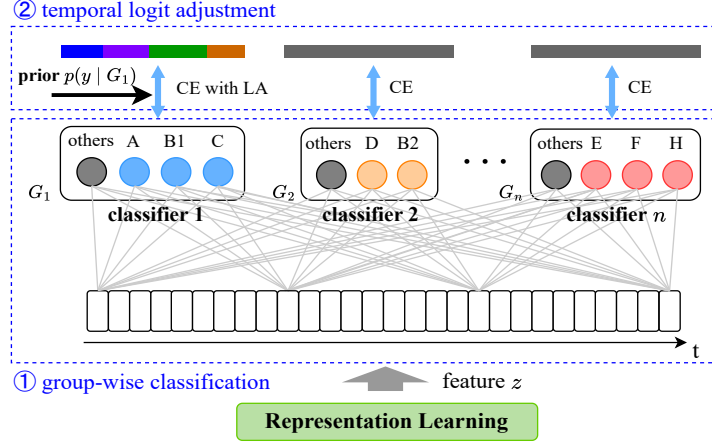 ② temporal logit adjustment
prior p(y | G₁)
CE with LA
CE
CE
others A B1 C
others D B2
others E F H
G₁
G₂
· · ·
Gₙ
classifier 1
classifier 2
classifier n
t
① group-wise classification
feature z
Representation Learning